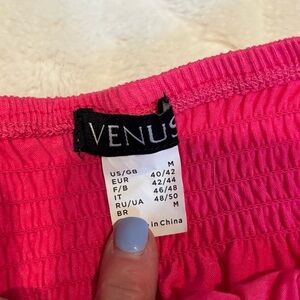 VENUS
M
US/GB 40/42
EUR 42/44
F/B 46/48
IT 48/50
RU/UA M
BR
in China